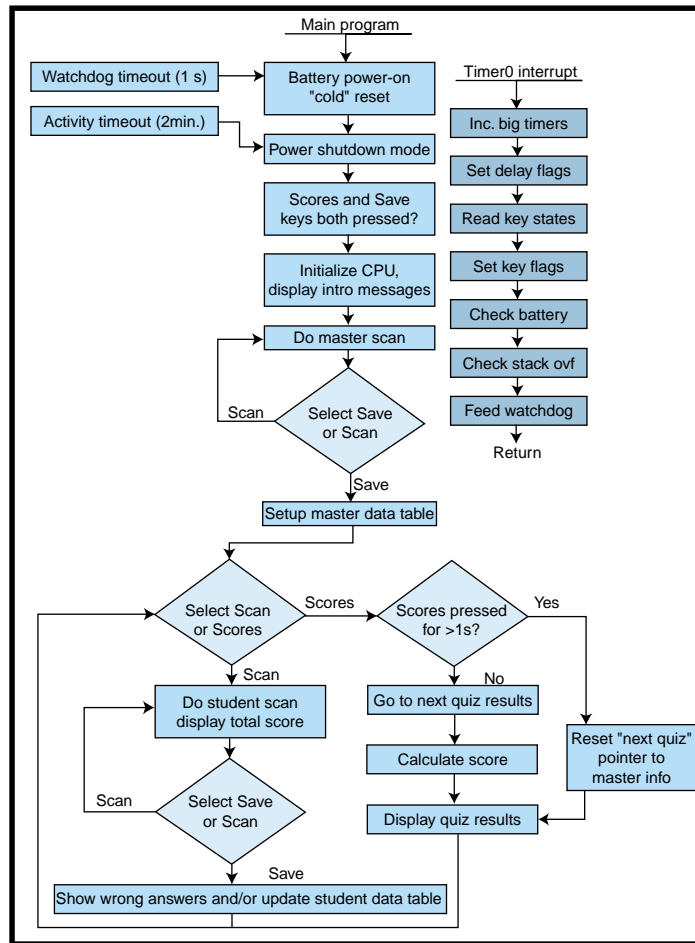 Main program
Watchdog timeout (1 s)
Battery power-on
"cold" reset
Activity timeout (2min.)
Power shutdown mode
Scores and Save
keys both pressed?
Initialize CPU,
display intro messages
Do master scan
Scan
Select Save
or Scan
Save
Setup master data table
Timer0 interrupt
Inc. big timers
Set delay flags
Read key states
Set key flags
Check battery
Check stack ovf
Feed watchdog
Return
Select Scan
or Scores
Scores
Scores pressed
for >1s?
Yes
Scan
No
Do student scan
display total score
Go to next quiz results
Calculate score
Reset "next quiz"
pointer to
master info
Scan
Select Save
or Scan
Display quiz results
Save
Show wrong answers and/or update student data table